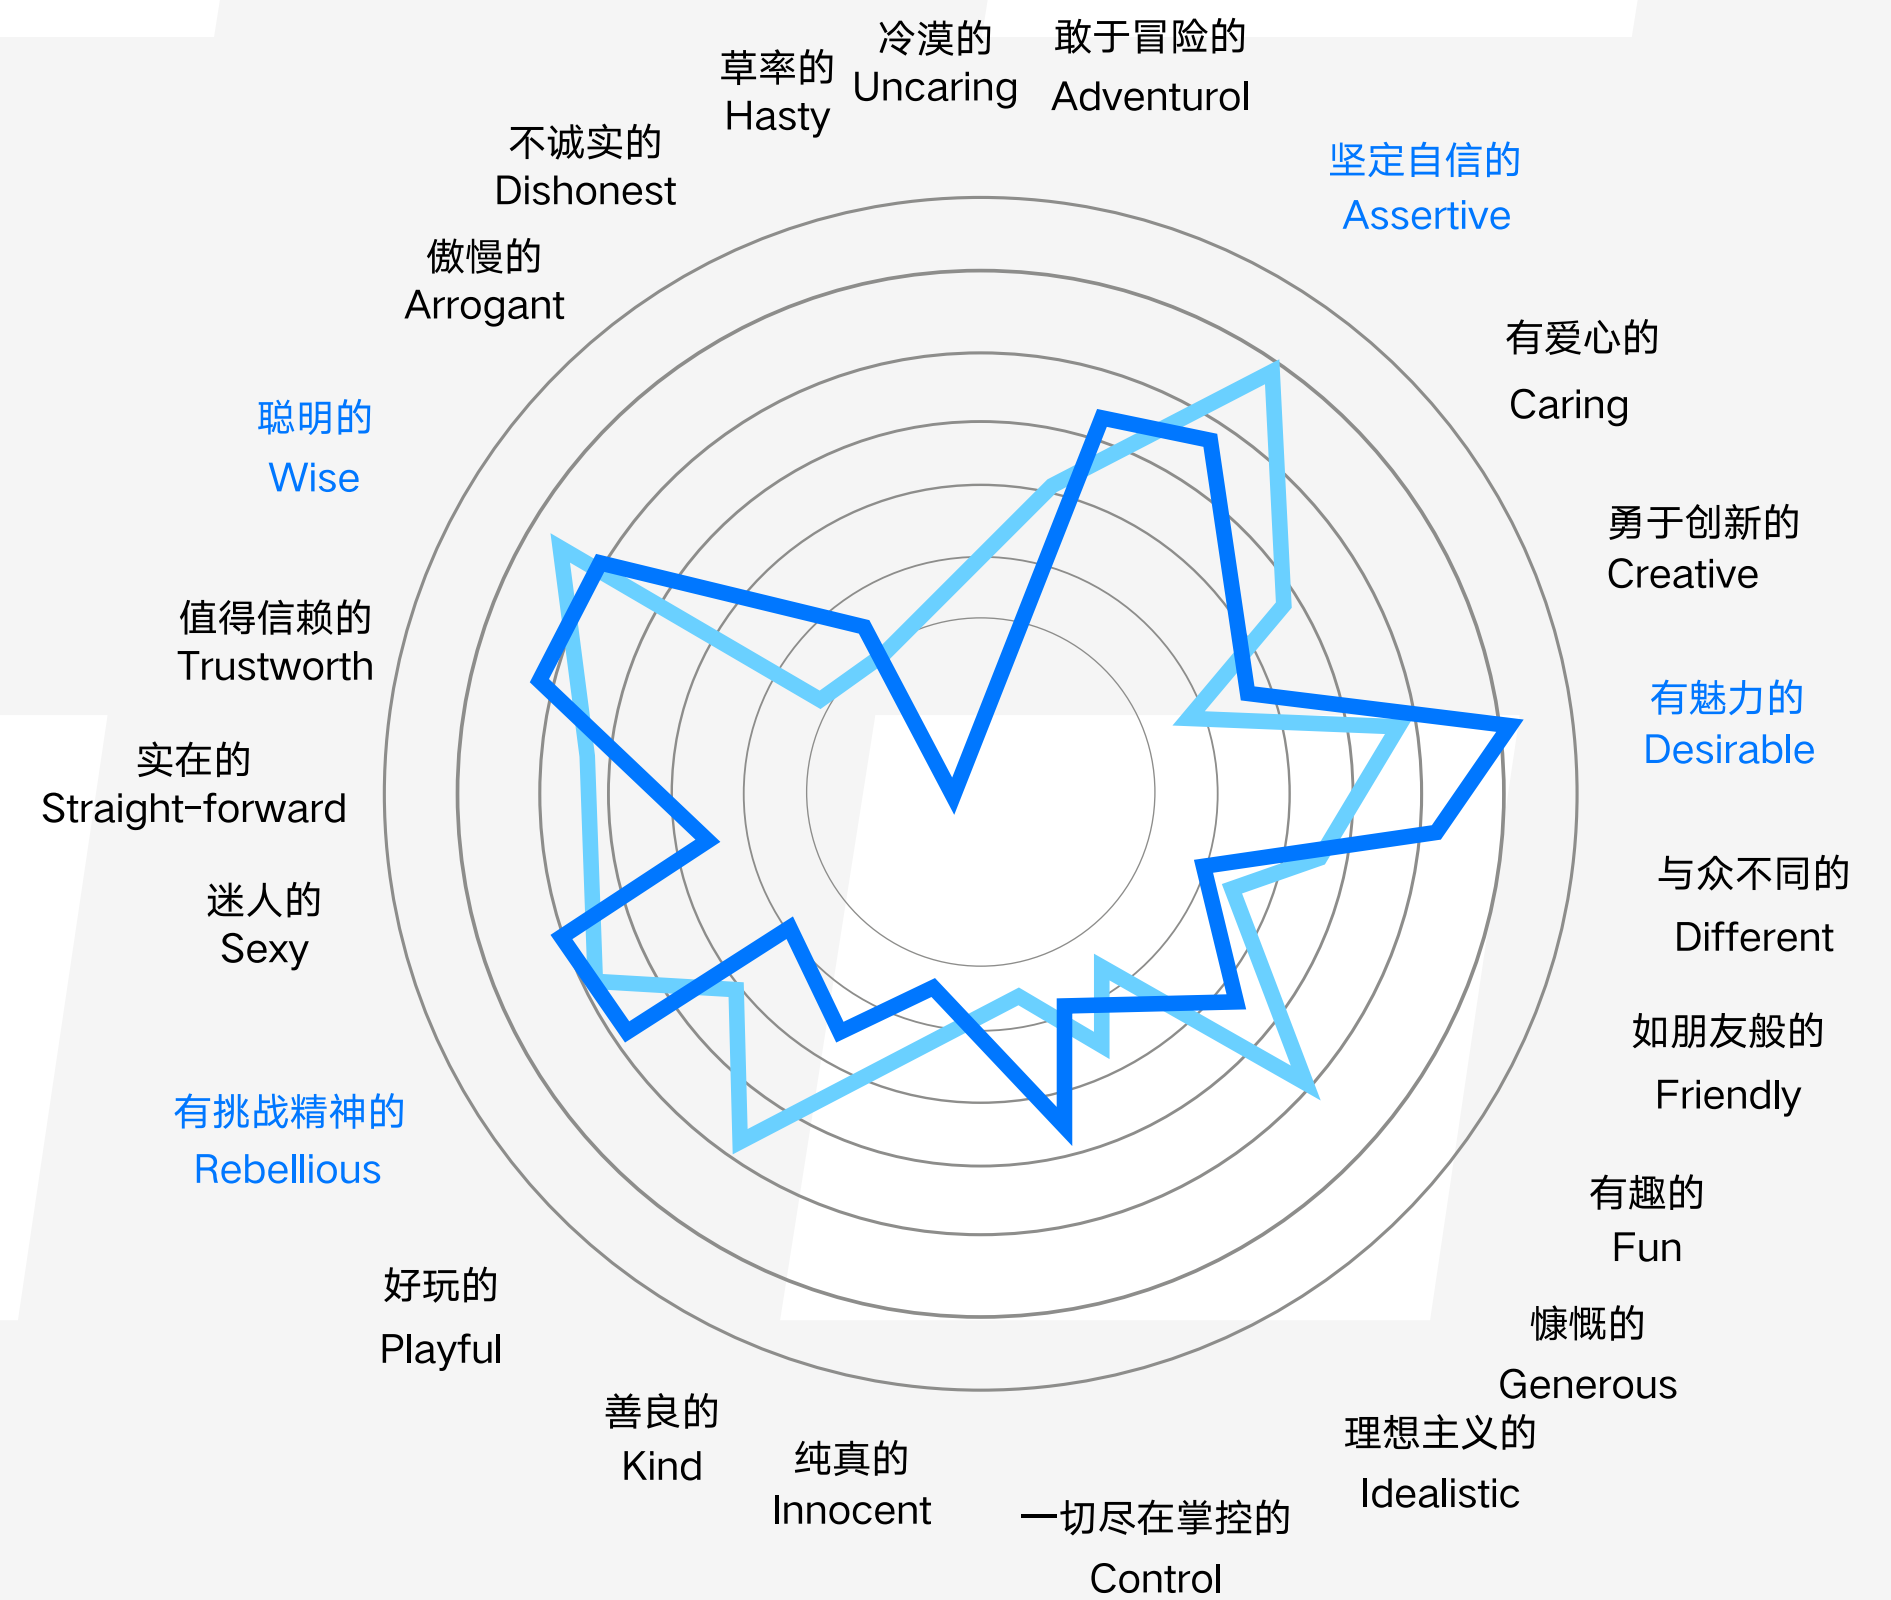 冷漠的
Uncaring
敢于冒险的
Adventurol
坚定自信的
Assertive
有爱心的
Caring
勇于创新的
Creative
有魅力的
Desirable
与众不同的
Different
如朋友般的
Friendly
有趣的
Fun
慷慨的
Generous
理想主义的
Idealistic
一切尽在掌控的
Control
纯真的
Innocent
善良的
Kind
好玩的
Playful
有挑战精神的
Rebellious
迷人的
Sexy
实在的
Straight-forward
值得信赖的
Trustworth
聪明的
Wise
傲慢的
Arrogant
不诚实的
Dishonest
草率的
Hasty